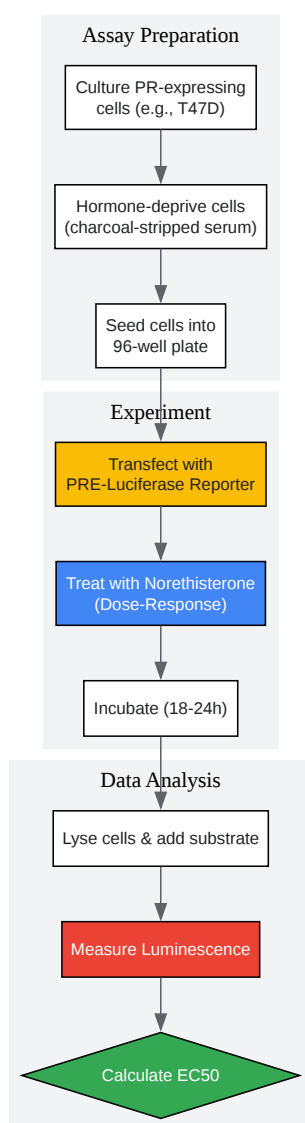 Assay Preparation
Culture PR-expressing
cells (e.g., T47D)
Hormone-deprive cells
(charcoal-stripped serum)
Seed cells into
96-well plate
Experiment
Transfect with
PRE-Luciferase Reporter
Treat with Norethisterone
(Dose-Response)
Incubate (18-24h)
Data Analysis
Lyse cells & add substrate
Measure Luminescence
Calculate EC50